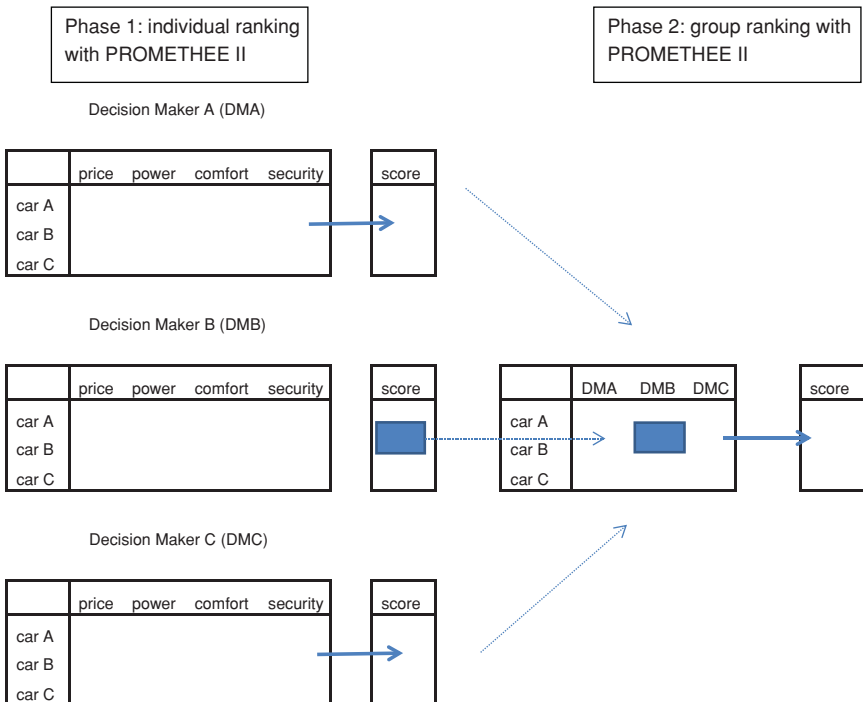 Phase 1: individual ranking
with PROMETHEE II
Phase 2: group ranking with
PROMETHEE II
Decision Maker A (DMA)
price power comfort security
score
car A
car B
car C
Decision Maker B (DMB)
price power comfort security
score
car A
car B
car C
DMA DMB DMC
score
car A
car B
car C
Decision Maker C (DMC)
price power comfort security
score
car A
car B
car C